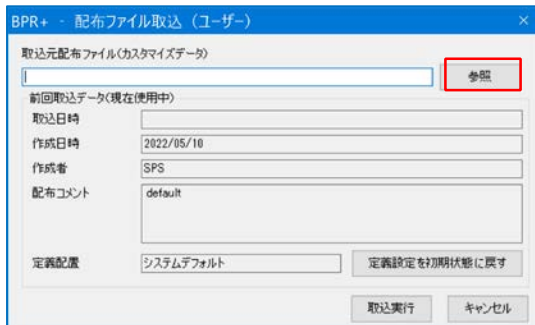 BPR+ - 配布ファイル取込（ユーザー）
取込元配布ファイル(カスタマイズデータ)
参照
前回取込データ(現在使用中)
取込日時
作成日時 2022/05/10
作成者 SPS
配布コメント default
定義配置 システムデフォルト 定義設定を初期状態に戻す
取込実行 キャンセル